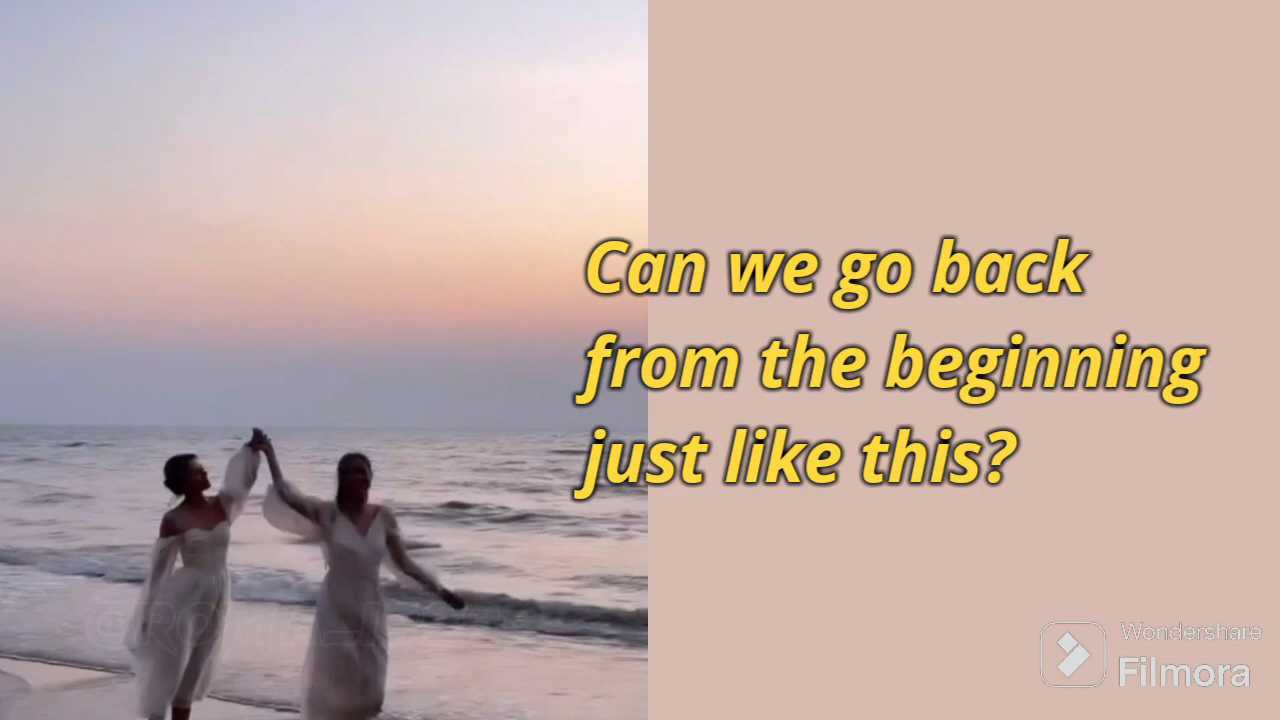 Can we go back
from the beginning
just like this?
Wondershare
Filmora